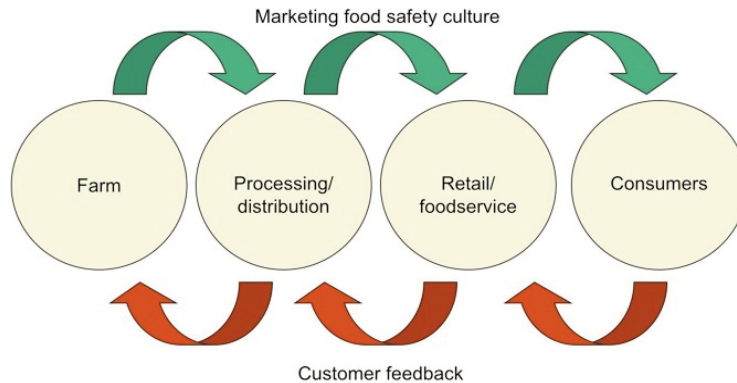 Marketing food safety culture
Farm
Processing/
distribution
Retail/
foodservice
Consumers
Customer feedback